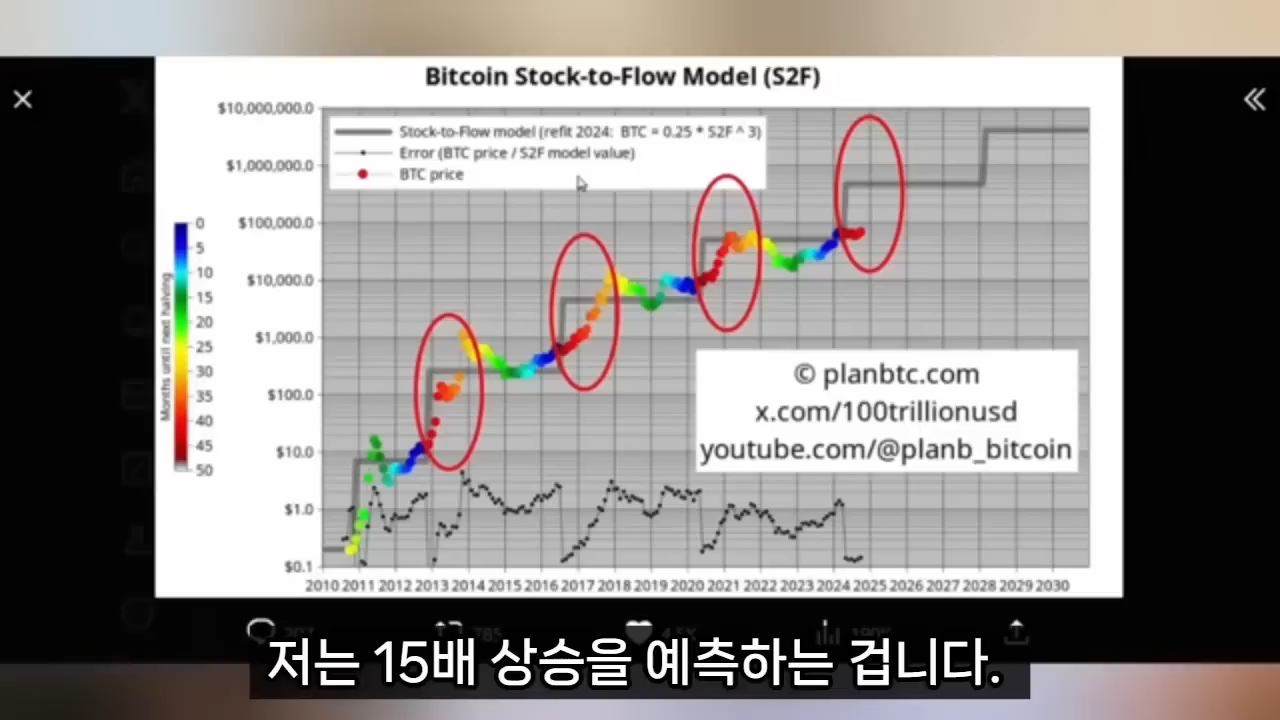 Bitcoin Stock-to-Flow Model (S2F)
$10,000,000.0
$1,000,000.0
$100,000.0
$10,000.0
$1,000.0
$100.0
$10.0
$1.0
$0.1
Stock-to-Flow model (refit 2024: BTC = 0.25 * S2F ^ 3)
Error (BTC price / S2F model value)
BTC price
Months until next halving
0
5
10
15
20
25
30
35
40
45
50
© planbtc.com
x.com/100trillionusd
youtube.com/@planb_bitcoin
2010 2011 2012 2013 2014 2015 2016 2017 2018 2019 2020 2021 2022 2023 2024 2025 2026 2027 2028 2029 2030
저는 15배 상승을 예측하는 겁니다.